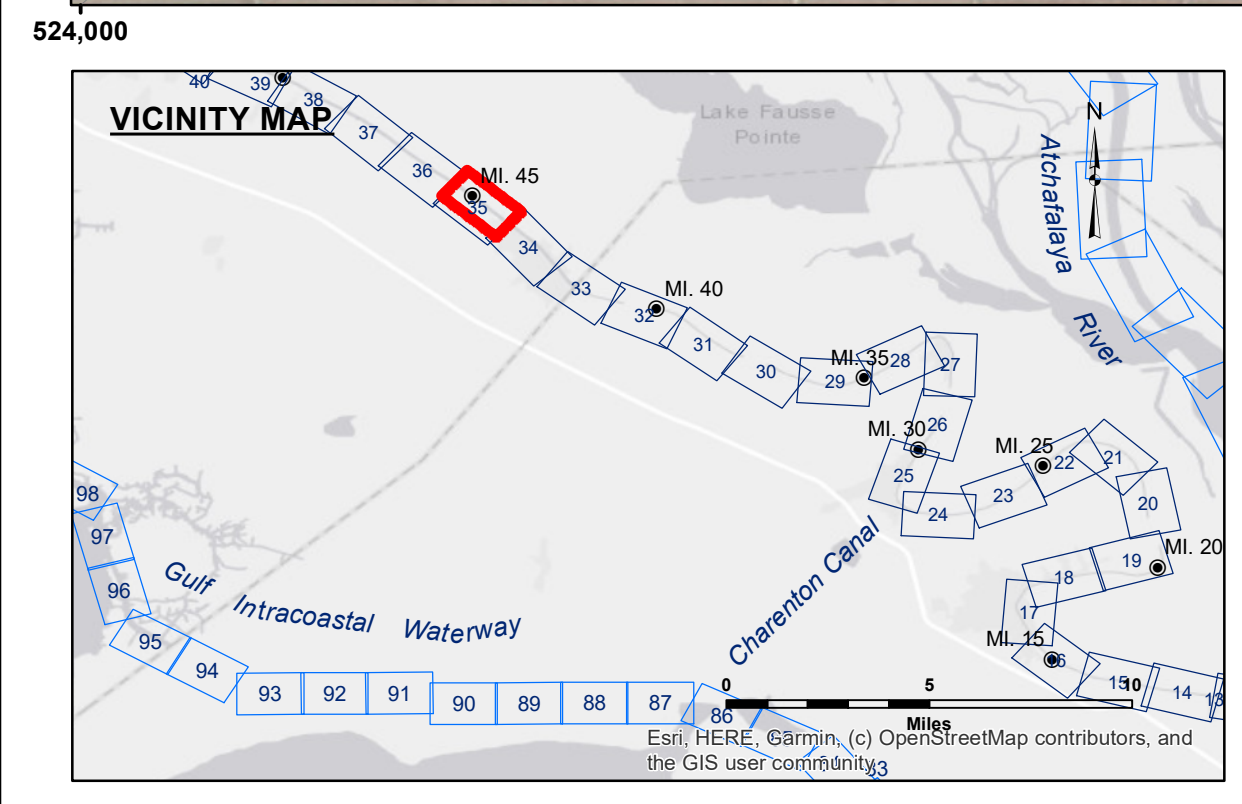 524,000
VICINITY MAP
40
39
38
37
36
MI. 45
35
34
33
MI. 40
32
31
30
MI. 35
29
28
27
26
MI. 30
25
24
MI. 25
23
22
21
20
MI. 20
19
18
17
MI. 15
16
15
14
13
Lake Fausse
Pointe
N
Atchafalaya
River
Charenton Canal
Gulf Intracoastal Waterway
98
97
96
95
94
93
92
91
90
89
88
87
86
0 5 10
Miles
Esri, HERE, Garmin, (c) OpenStreetMap contributors, and
the GIS user community
83